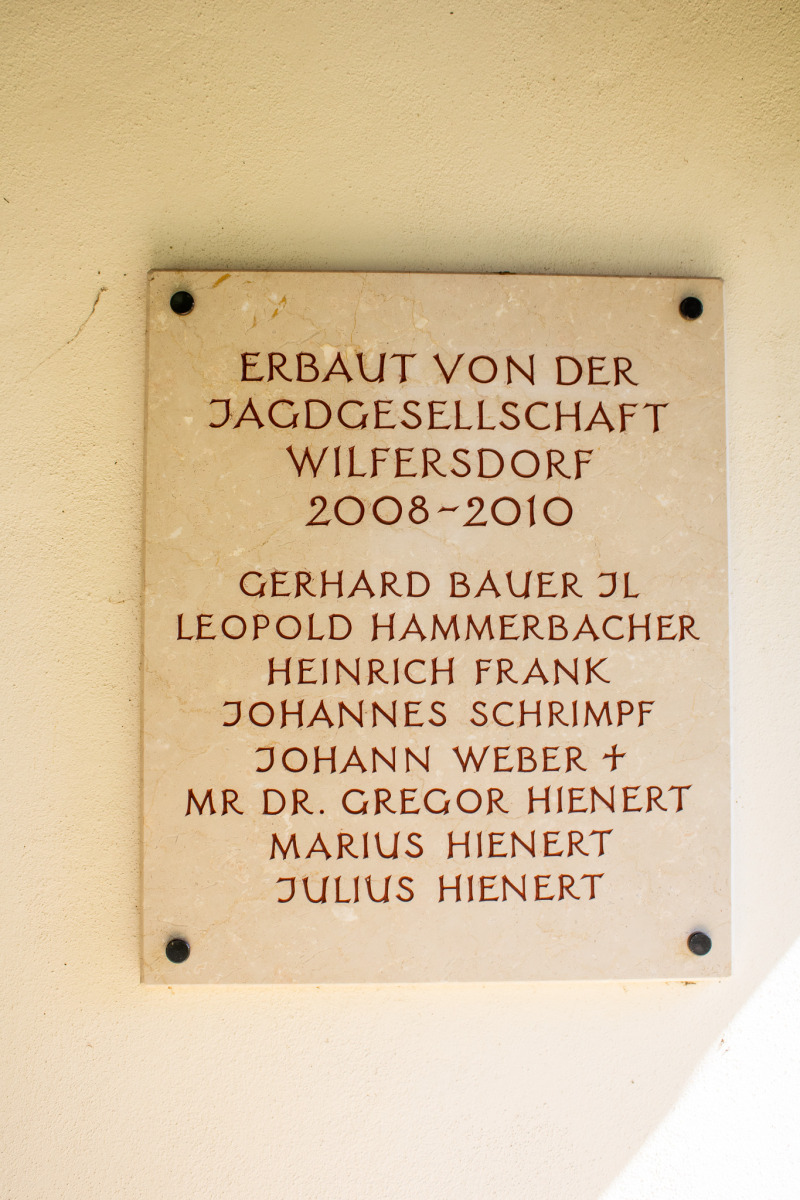 ERBAUT VON DER
JAGDGESELLSCHAFT
WILFERSDORF
2008-2010
GERHARD BAUER JL
LEOPOLD HAMMERBACHER
HEINRICH FRANK
JOHANNES SCHRIMPF
JOHANN WEBER +
MR DR. GREGOR HIENERT
MARIUS HIENERT
JULIUS HIENERT